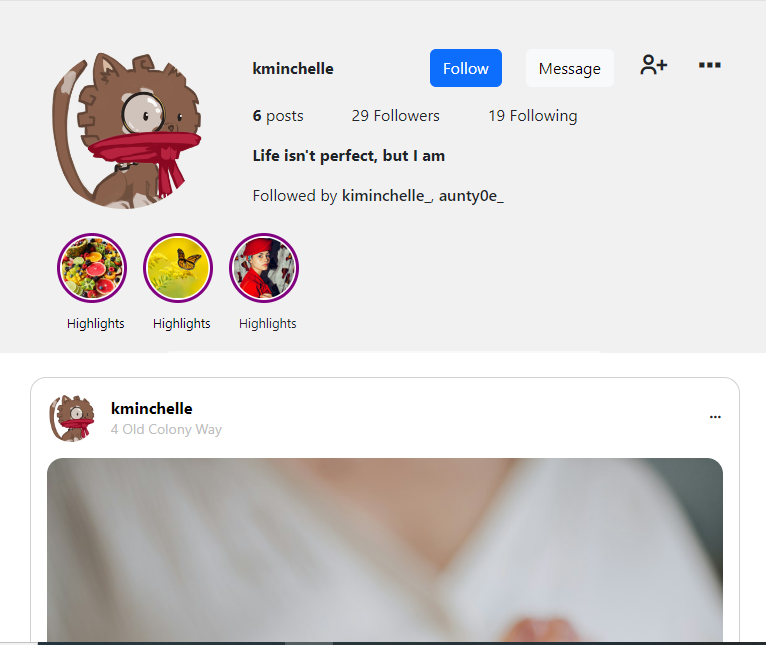 kminchelle Follow Message
6 posts 29 Followers 19 Following
Life isn't perfect, but I am
Followed by kiminchelle_, aunty0e_
Highlights Highlights Highlights
kminchelle
4 Old Colony Way